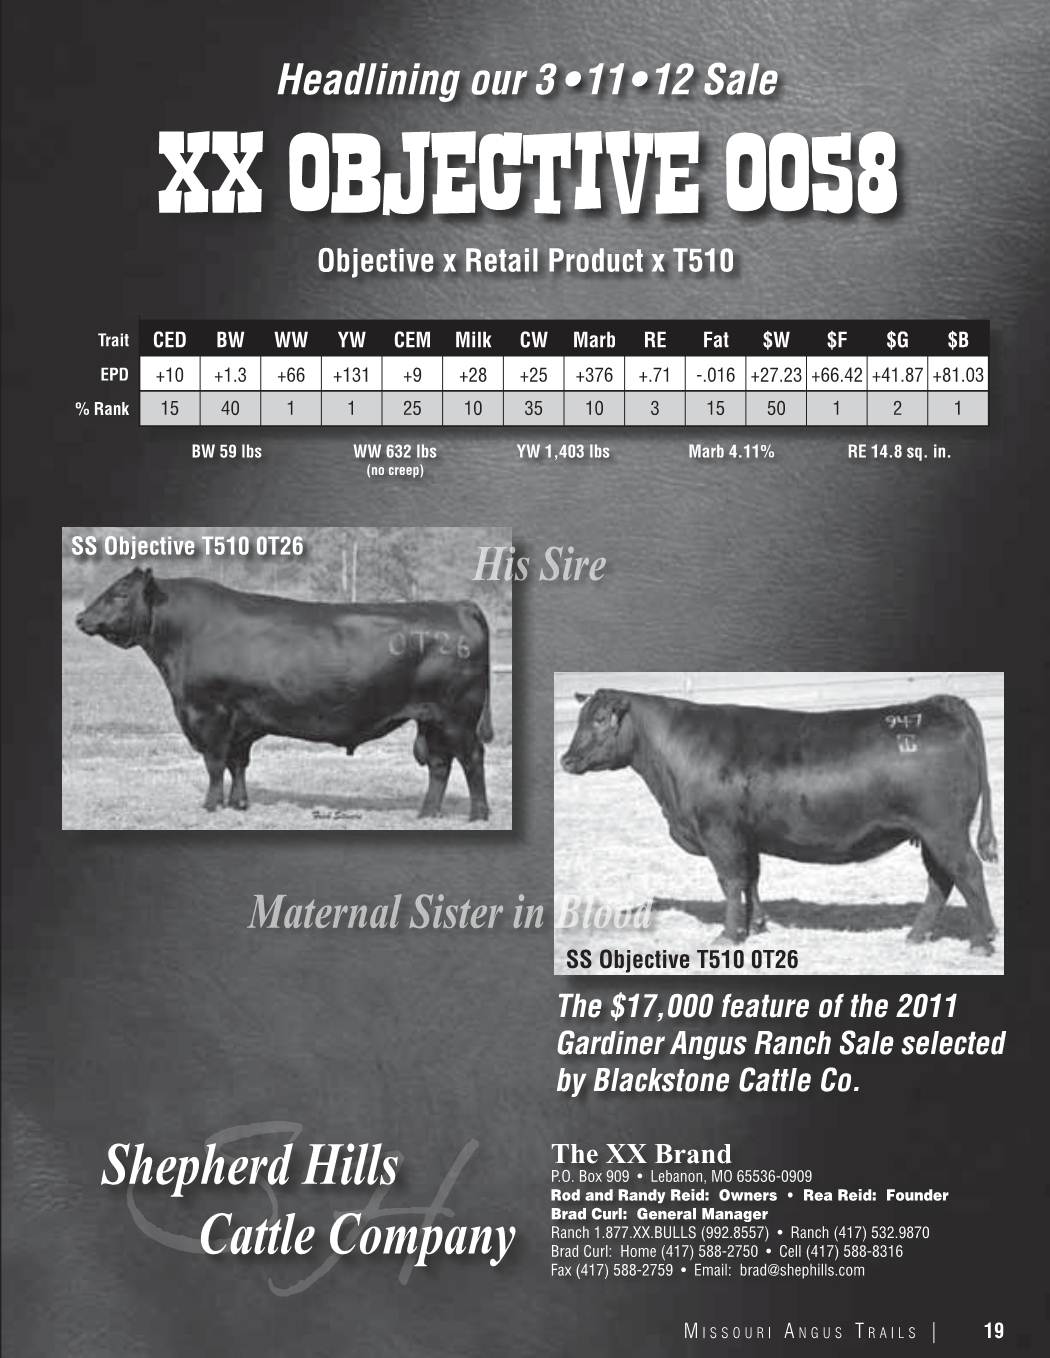 Headlining our 3•11•12 Sale
XX OBJECTIVE 0058
Objective x Retail Product x T510
Trait CED BW WW YW CEM Milk CW Marb RE Fat $W $F $G $B
EPD +10 +1.3 +66 +131 +9 +28 +25 +376 +.71 -.016 +27.23 +66.42 +41.87 +81.03
% Rank 15 40 1 1 25 10 35 10 3 15 50 1 2 1
BW 59 lbs WW 632 lbs YW 1,403 lbs Marb 4.11% RE 14.8 sq. in.
(no creep)
SS Objective T510 0T26
His Sire
0T26
947
Maternal Sister in Blood
SS Objective T510 0T26
The $17,000 feature of the 2011
Gardiner Angus Ranch Sale selected
by Blackstone Cattle Co.
Shepherd Hills
Cattle Company
The XX Brand
P.O. Box 909 • Lebanon, MO 65536-0909
Rod and Randy Reid: Owners • Rea Reid: Founder
Brad Curl: General Manager
Ranch 1.877.XX.BULLS (992.8557) • Ranch (417) 532.9870
Brad Curl: Home (417) 588-2750 • Cell (417) 588-8316
Fax (417) 588-2759 • Email: brad@shephills.com
MISSOURI ANGUS TRAILS | 19